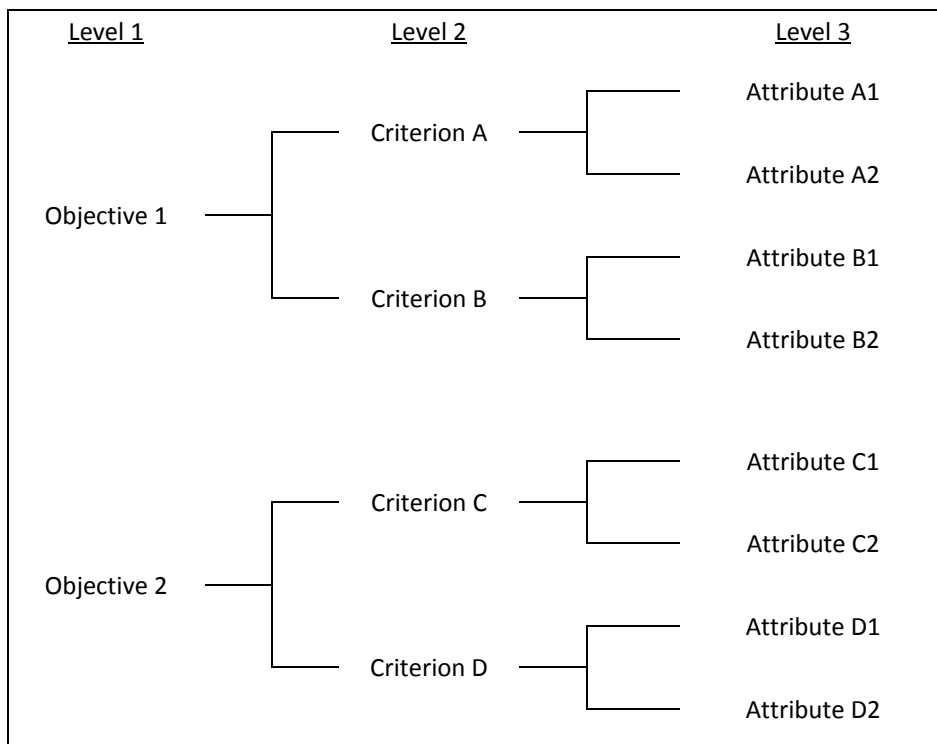 Level 1 Level 2 Level 3
Attribute A1
Criterion A
Attribute A2
Objective 1
Attribute B1
Criterion B
Attribute B2
Attribute C1
Criterion C
Attribute C2
Objective 2
Attribute D1
Criterion D
Attribute D2